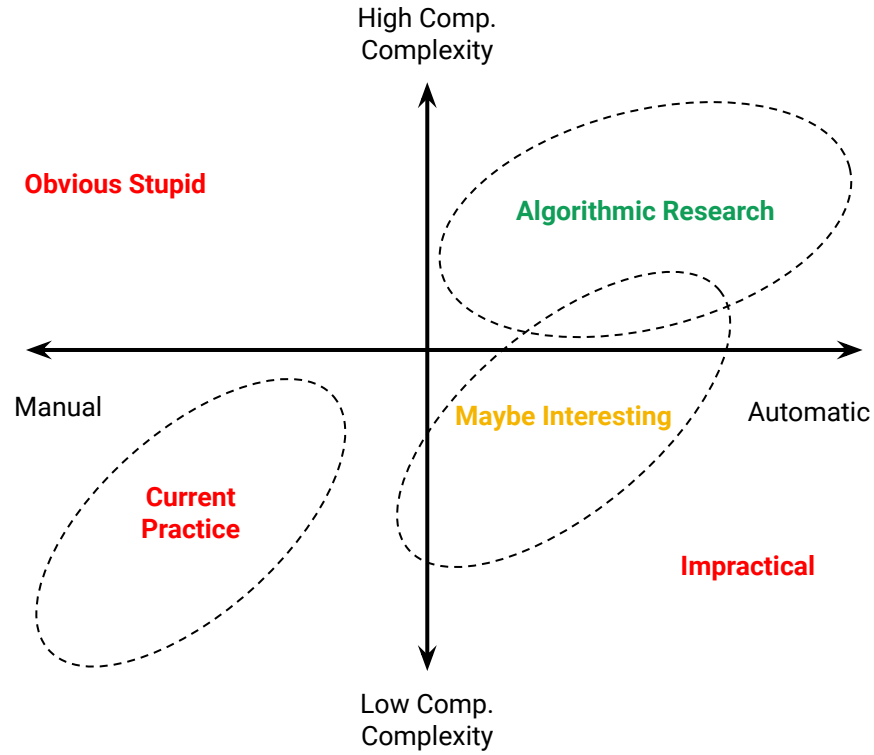 High Comp.
Complexity
Obvious Stupid
Algorithmic Research
Manual
Maybe Interesting
Automatic
Current
Practice
Impractical
Low Comp.
Complexity